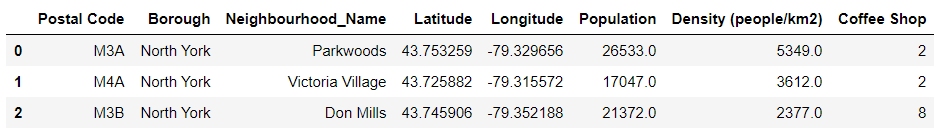 Postal Code Borough Neighbourhood_Name Latitude Longitude Population Density (people/km2) Coffee Shop
0 M3A North York Parkwoods 43.753259 -79.329656 26533.0 5349.0 2
1 M4A North York Victoria Village 43.725882 -79.315572 17047.0 3612.0 2
2 M3B North York Don Mills 43.745906 -79.352188 21372.0 2377.0 8